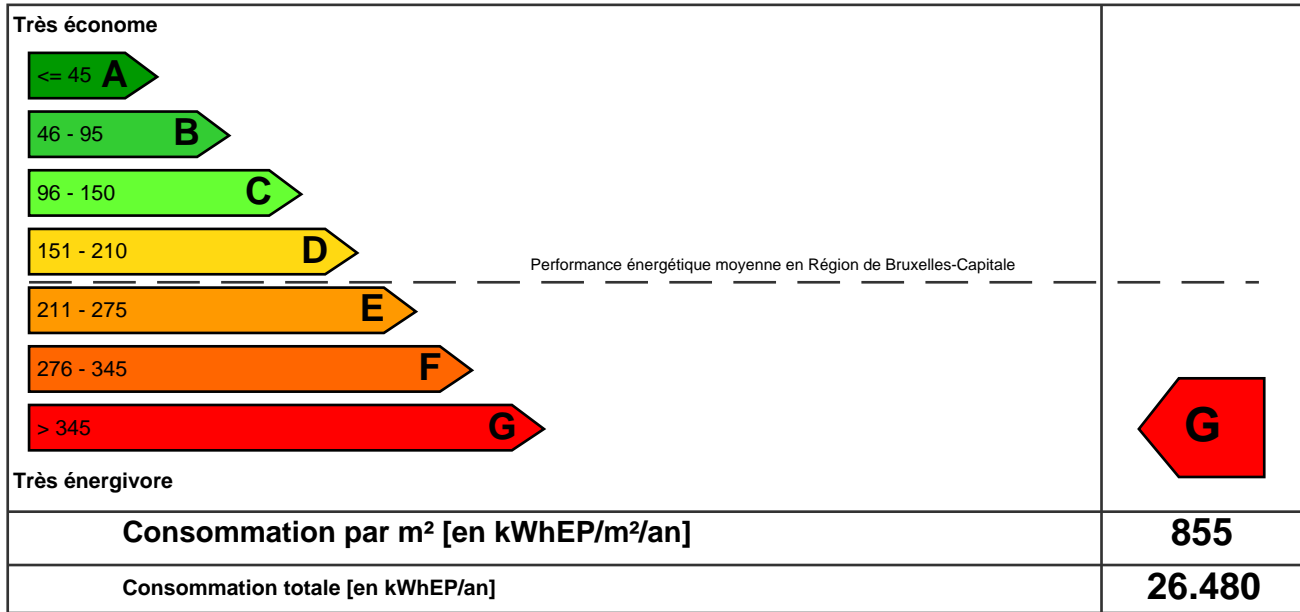 Très économe
<= 45 A
46 - 95 B
96 - 150 C
151 - 210 D
Performance énergétique moyenne en Région de Bruxelles-Capitale
211 - 275 E
276 - 345 F
> 345 G
G
Très énergivore
Consommation par m² [en kWhEP/m²/an] 855
Consommation totale [en kWhEP/an] 26.480